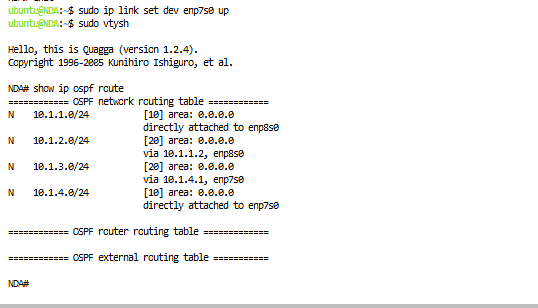 ubuntu@NDA:~$ sudo ip link set dev enp7s0 up
ubuntu@NDA:~$ sudo vtysh
Hello, this is Quagga (version 1.2.4).
Copyright 1996-2005 Kunihiro Ishiguro, et al.
NDA# show ip ospf route
============ OSPF network routing table ============
N    10.1.1.0/24           [10] area: 0.0.0.0
                           directly attached to enp8s0
N    10.1.2.0/24           [20] area: 0.0.0.0
                           via 10.1.1.2, enp8s0
N    10.1.3.0/24           [20] area: 0.0.0.0
                           via 10.1.4.1, enp7s0
N    10.1.4.0/24           [10] area: 0.0.0.0
                           directly attached to enp7s0
============ OSPF router routing table =============
============ OSPF external routing table ===========
NDA#